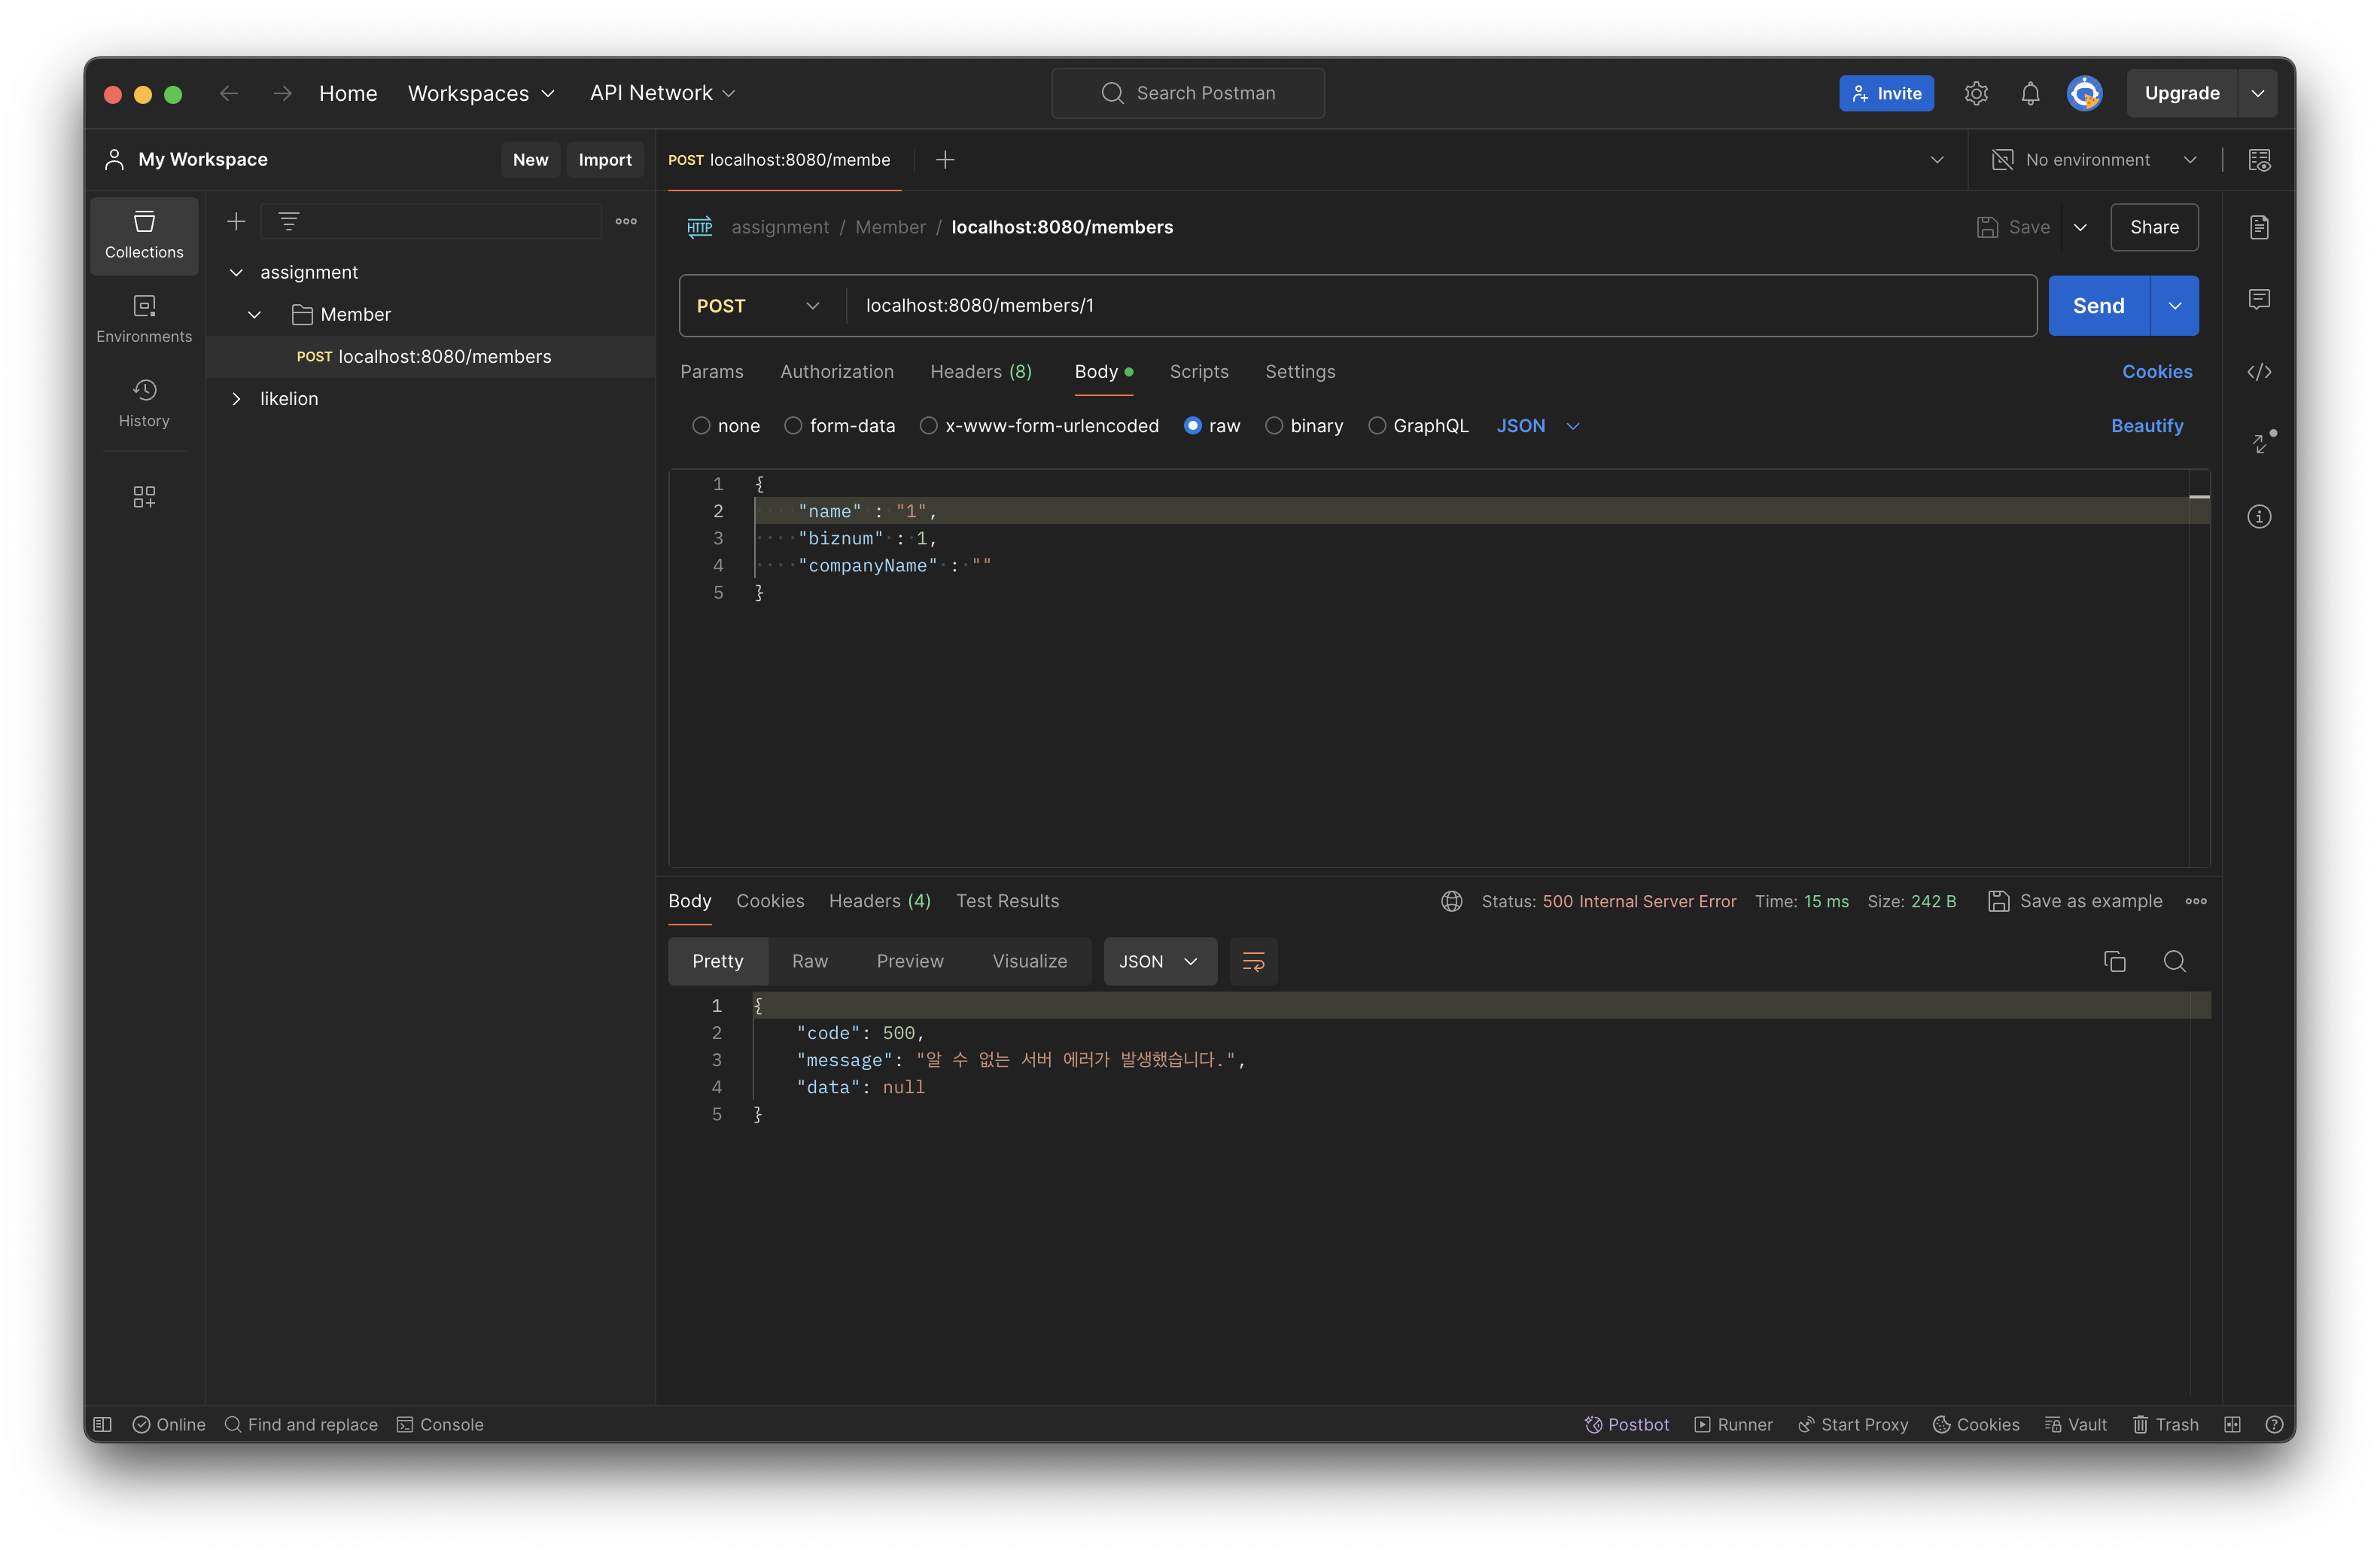 Home Workspaces API Network Search Postman Invite Upgrade
My Workspace New Import POST localhost:8080/membe No environment
Collections
Environments
History
assignment
Member
POST localhost:8080/members
likelion
HTTP assignment / Member / localhost:8080/members Save Share
POST localhost:8080/members/1 Send
Params Authorization Headers (8) Body Scripts Settings Cookies
none form-data x-www-form-urlencoded raw binary GraphQL JSON Beautify
1 {
2 "name" : "1",
3 "biznum" : 1,
4 "companyName" : ""
5 }
Body Cookies Headers (4) Test Results Status: 500 Internal Server Error Time: 15 ms Size: 242 B Save as example
Pretty Raw Preview Visualize JSON
1 {
2 "code": 500,
3 "message": "알 수 없는 서버 에러가 발생했습니다.",
4 "data": null
5 }
Online Find and replace Console Postbot Runner Start Proxy Cookies Vault Trash